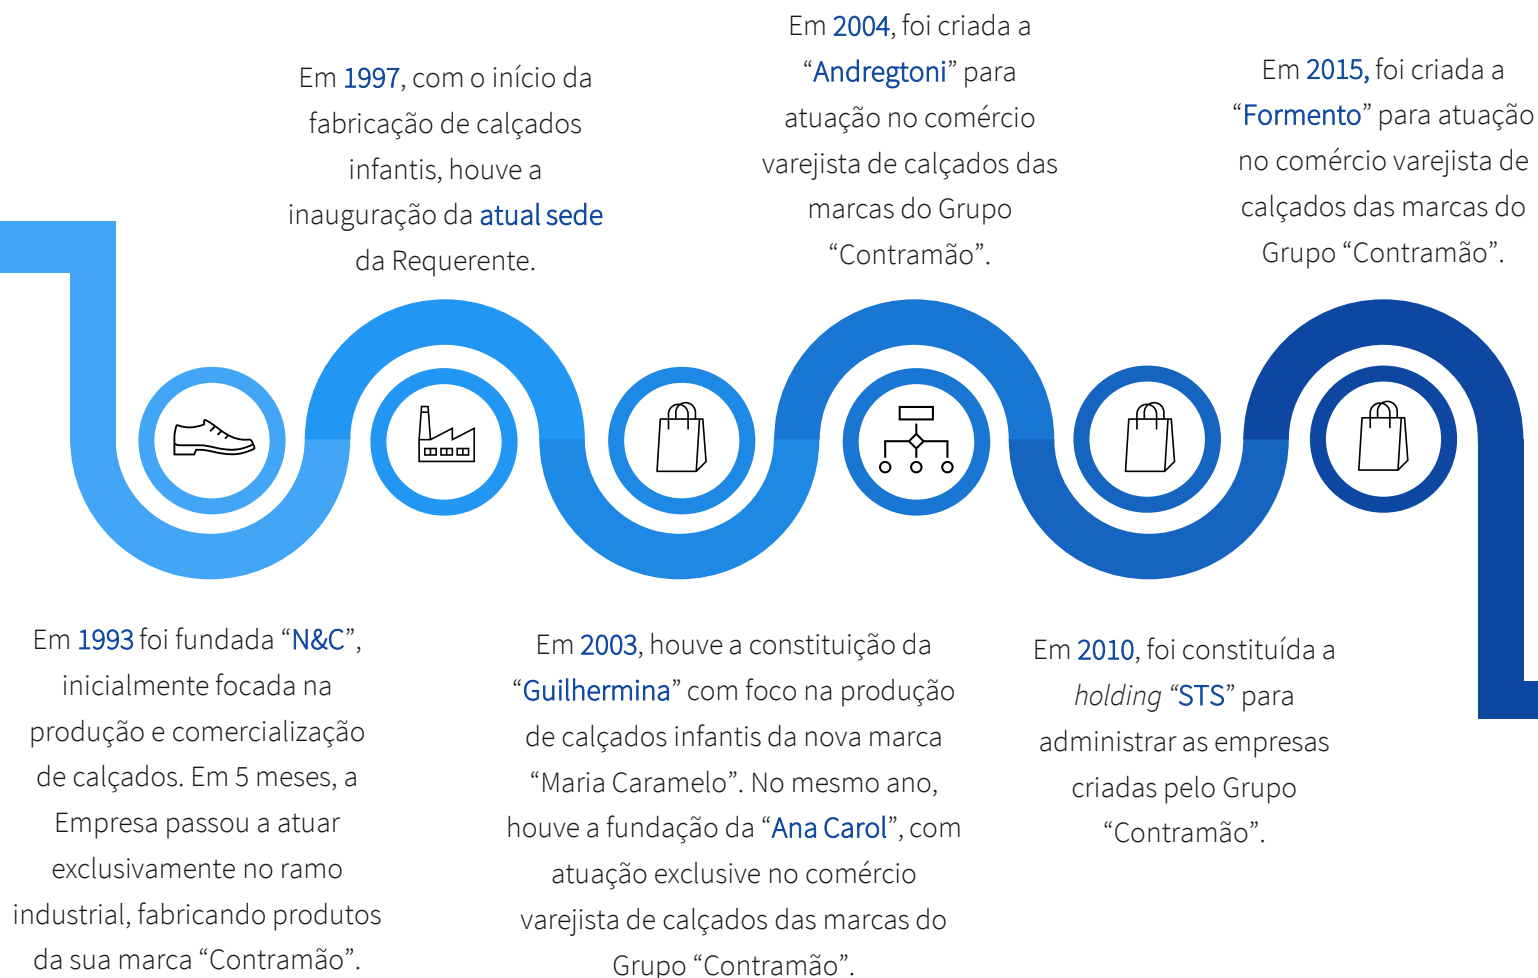 Em 1993 foi fundada “N&C”,
inicialmente focada na
produção e comercialização
de calçados. Em 5 meses, a
Empresa passou a atuar
exclusivamente no ramo
industrial, fabricando produtos
da sua marca “Contramão”.
Em 1997, com o início da
fabricação de calçados
infantis, houve a
inauguração da atual sede
da Requerente.
Em 2003, houve a constituição da
“Guilhermina” com foco na produção
de calçados infantis da nova marca
“Maria Caramelo”. No mesmo ano,
houve a fundação da “Ana Carol”, com
atuação exclusive no comércio
varejista de calçados das marcas do
Grupo “Contramão”.
Em 2004, foi criada a
“Andregtoni” para
atuação no comércio
varejista de calçados das
marcas do Grupo
“Contramão”.
Em 2010, foi constituída a
holding “STS” para
administrar as empresas
criadas pelo Grupo
“Contramão”.
Em 2015, foi criada a
“Formento” para atuação
no comércio varejista de
calçados das marcas do
Grupo “Contramão”.